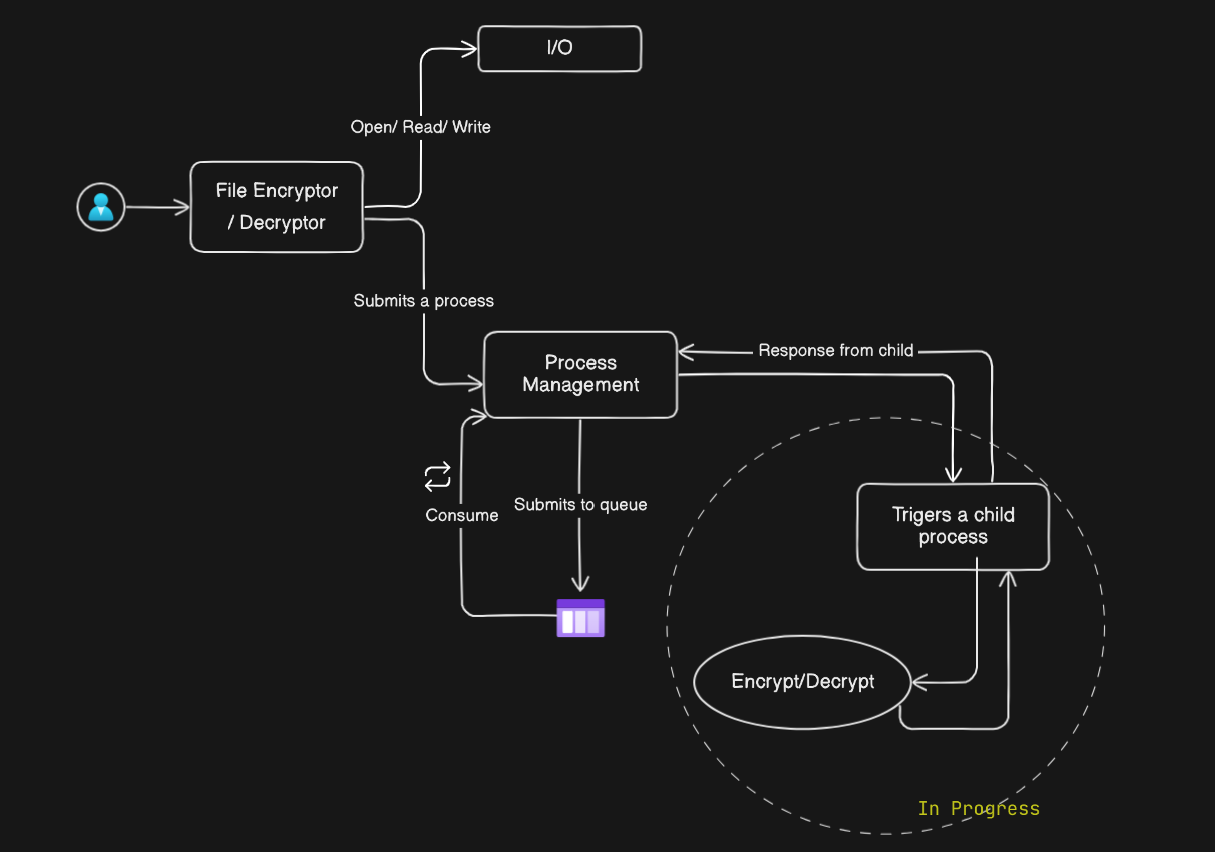 I/O
Open/ Read/ Write
File Encryptor
/ Decryptor
Submits a process
Process
Management
Response from child
Consume
Submits to queue
Trigers a child
process
Encrypt/Decrypt
In Progress